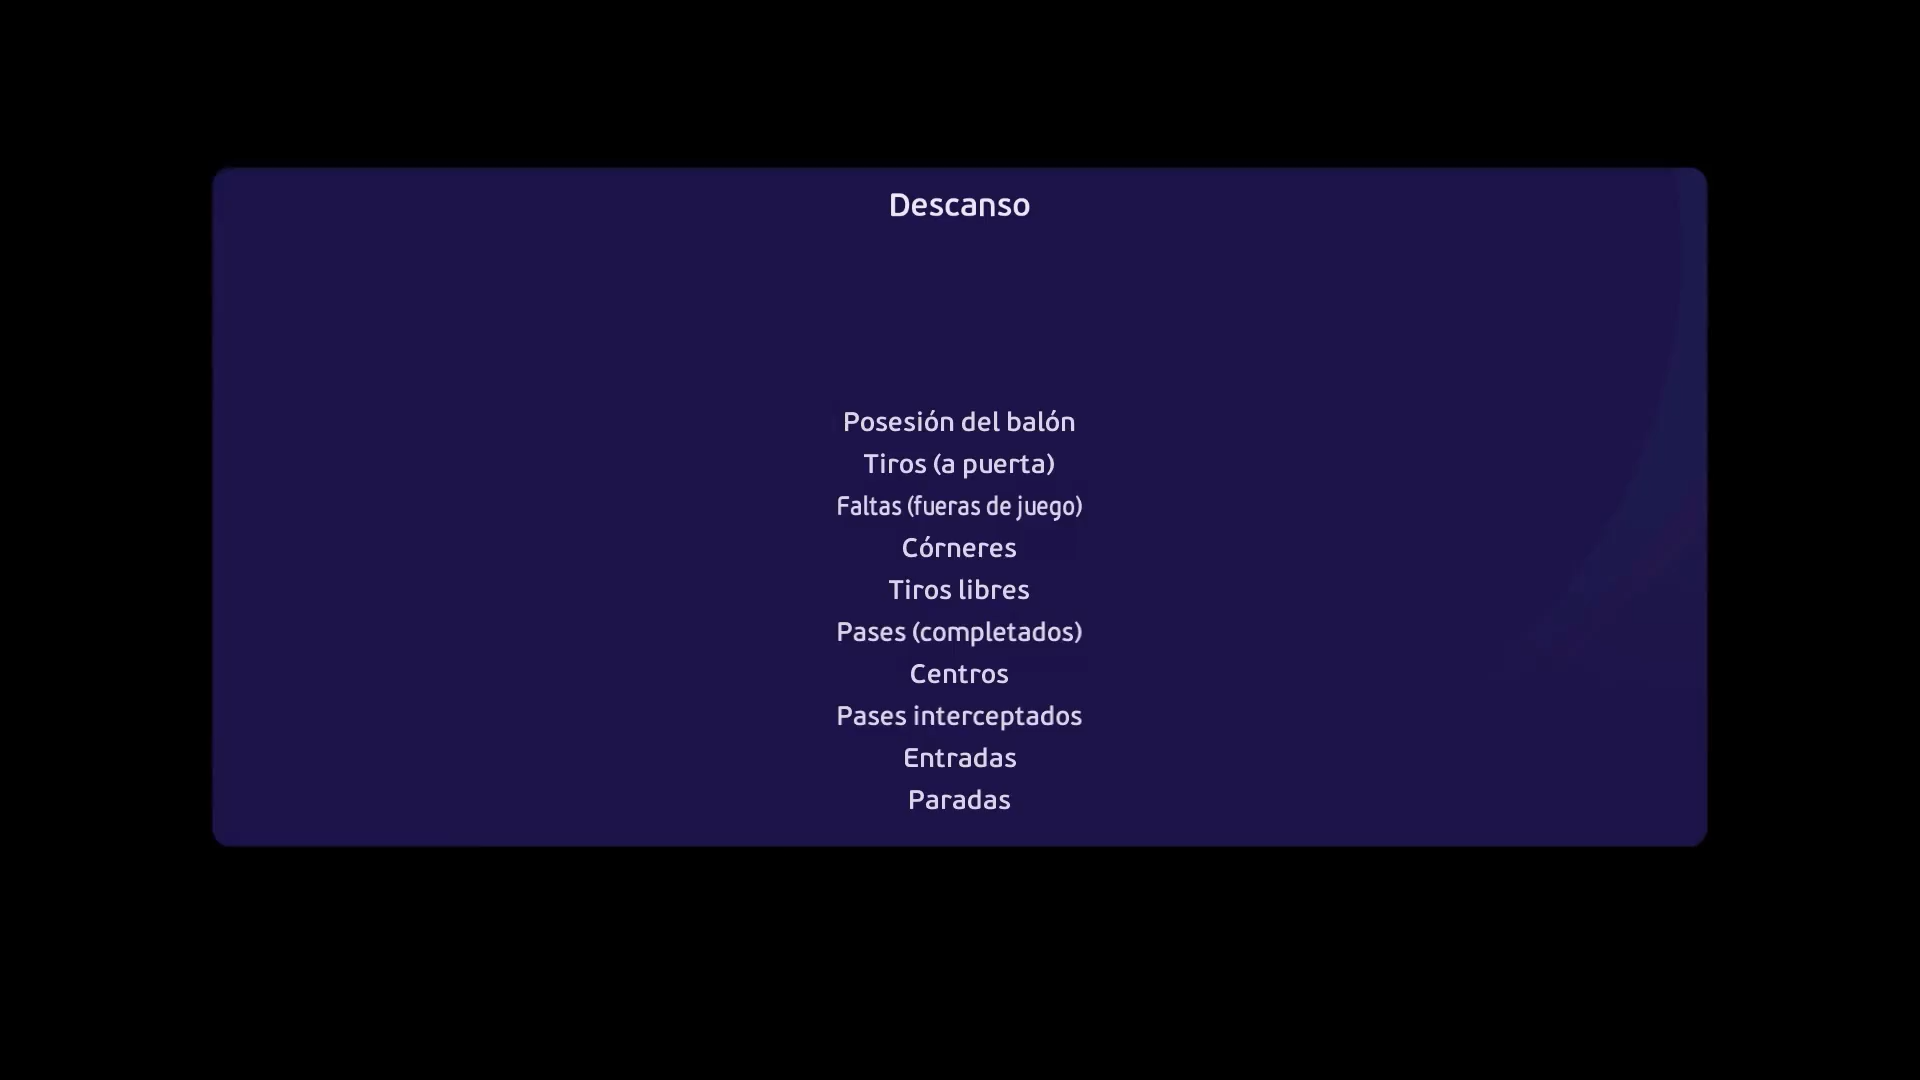 Descanso
Posesión del balón
Tiros (a puerta)
Faltas (fueras de juego)
Córneres
Tiros libres
Pases (completados)
Centros
Pases interceptados
Entradas
Paradas